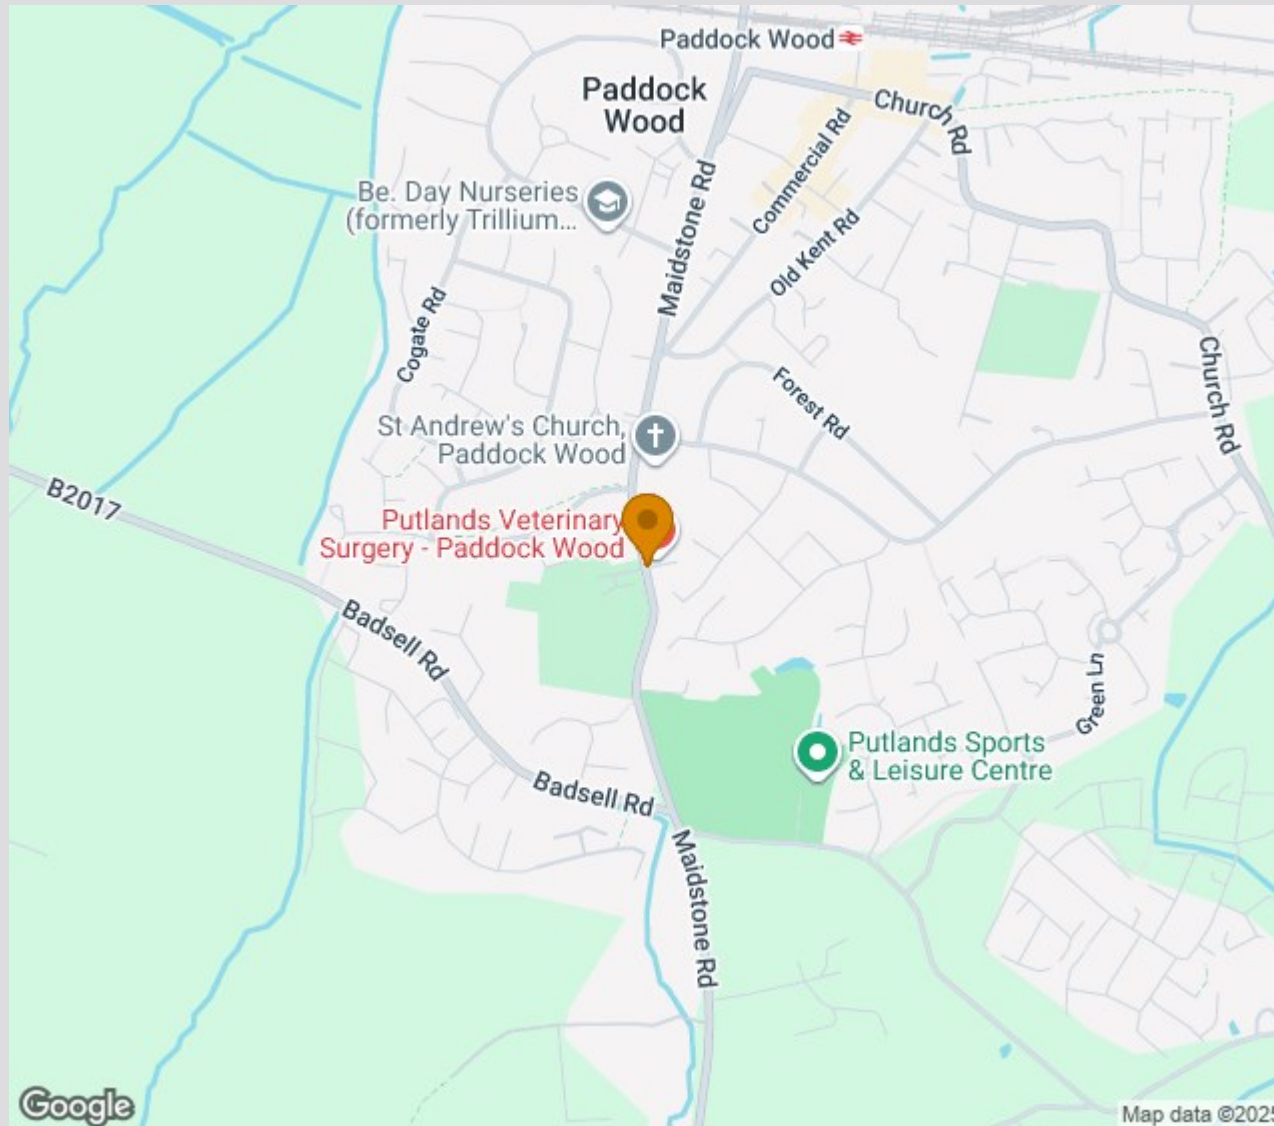 Paddock Wood
Paddock
Wood
Church Rd
Commercial Rd
Maidstone Rd
Be. Day Nurseries
(formerly Trillium...
Old Kent Rd
Cogate Rd
Forest Rd
Church Rd
St Andrew's Church,
Paddock Wood
B2017
Putlands Veterinary
Surgery - Paddock Wood
Badsell Rd
Green Ln
Putlands Sports
& Leisure Centre
Badsell Rd
Maidstone Rd
Google
Map data ©2025